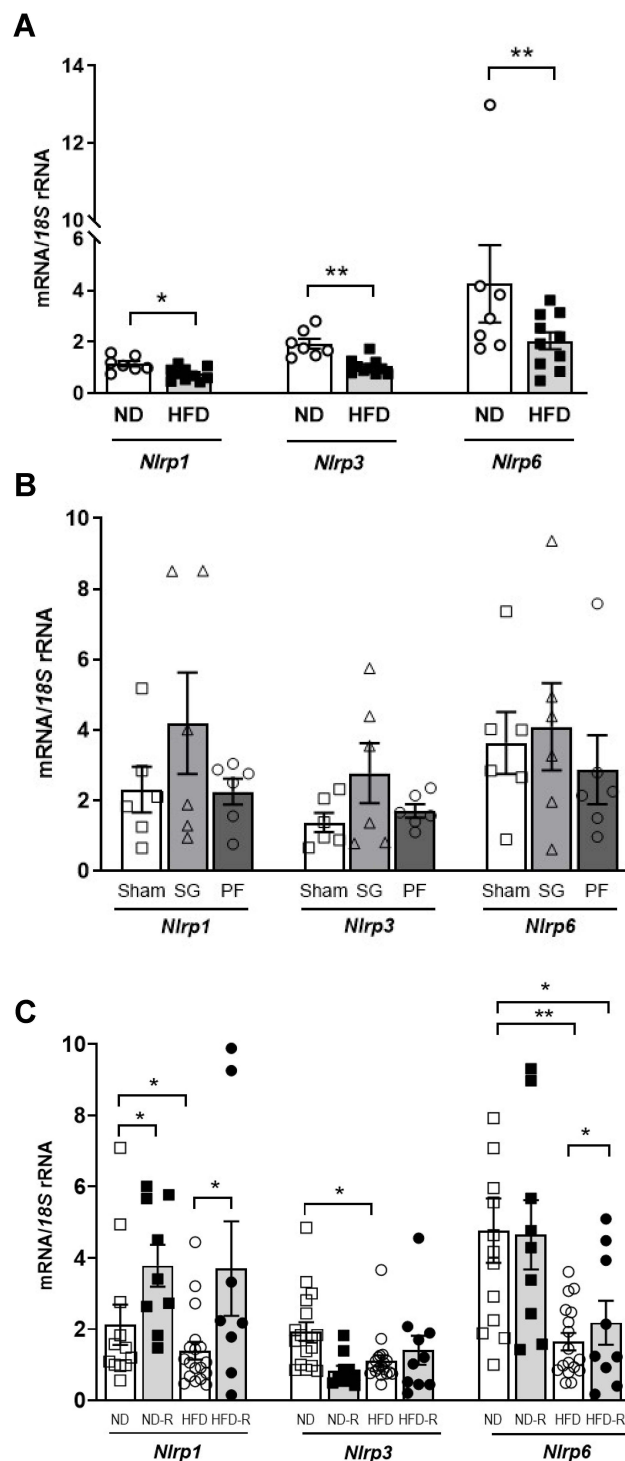 A
mRNA/18S rRNA
14
12
10
6
4
2
0
* ** **
ND HFD ND HFD ND HFD
Nlrp1 Nlrp3 Nlrp6
B
mRNA/18S rRNA
10
8
6
4
2
0
Sham SG PF Sham SG PF Sham SG PF
Nlrp1 Nlrp3 Nlrp6
C
mRNA/18S rRNA
10
8
6
4
2
0
*
**
*
*
*
*
*
ND ND-R HFD HFD-R ND ND-R HFD HFD-R ND ND-R HFD HFD-R
Nlrp1 Nlrp3 Nlrp6